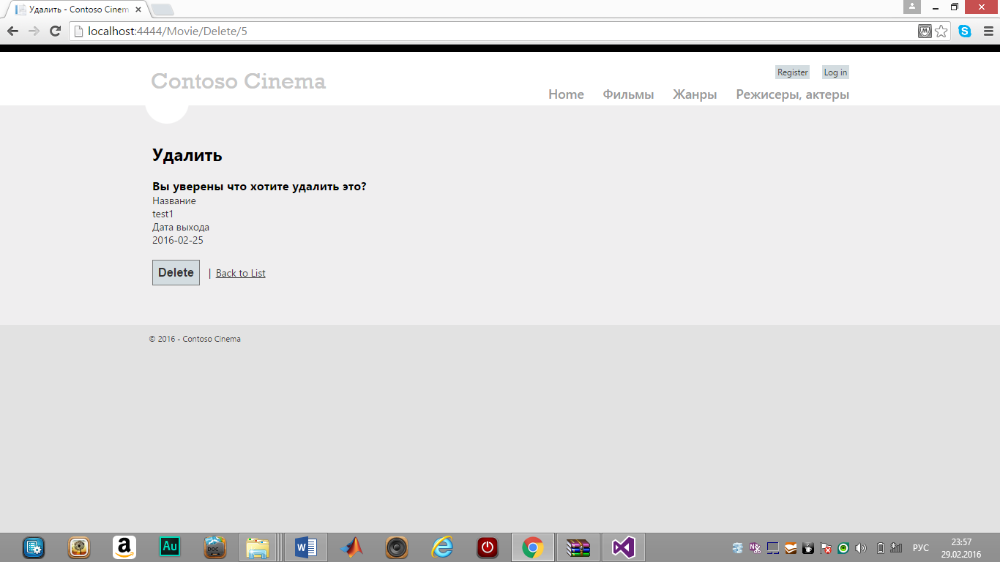 Удалить - Contoso Cinem
localhost:4444/Movie/Delete/5
Contoso Cinema
Register Log in
Home Фильмы Жанры Режисеры, актеры
Удалить
Вы уверены что хотите удалить это?
Название
test1
Дата выхода
2016-02-25
Delete | Back to List
© 2016 - Contoso Cinema
a Au DOC W
РУС
23:57
29.02.2016